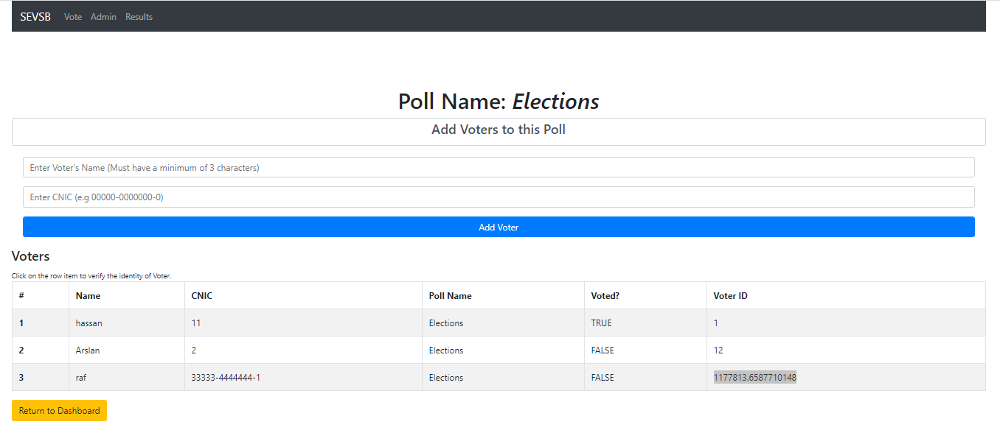 SEVSB Vote Admin Results
Poll Name: Elections
Add Voters to this Poll
Enter Voter's Name (Must have a minimum of 3 characters)
Enter CNIC (e.g 00000-0000000-0)
Add Voter
Voters
Click on the row item to verify the identity of Voter.
# Name CNIC Poll Name Voted? Voter ID
1 hassan 11 Elections TRUE 1
2 Arslan 2 Elections FALSE 12
3 raf 33333-4444444-1 Elections FALSE 1177813.6587710148
Return to Dashboard